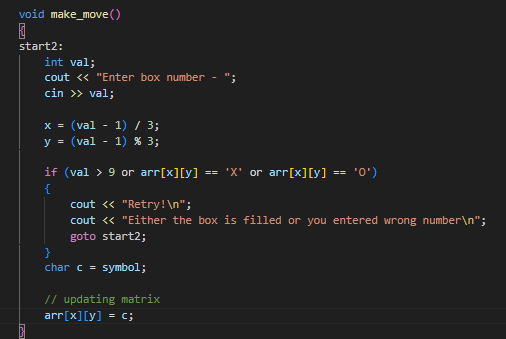 void make_move()
{
start2:
    int val;
    cout << "Enter box number - ";
    cin >> val;

    x = (val - 1) / 3;
    y = (val - 1) % 3;

    if (val > 9 or arr[x][y] == 'X' or arr[x][y] == 'O')
    {
        cout << "Retry!\n";
        cout << "Either the box is filled or you entered wrong number\n";
        goto start2;
    }
    char c = symbol;

    // updating matrix
    arr[x][y] = c;
}